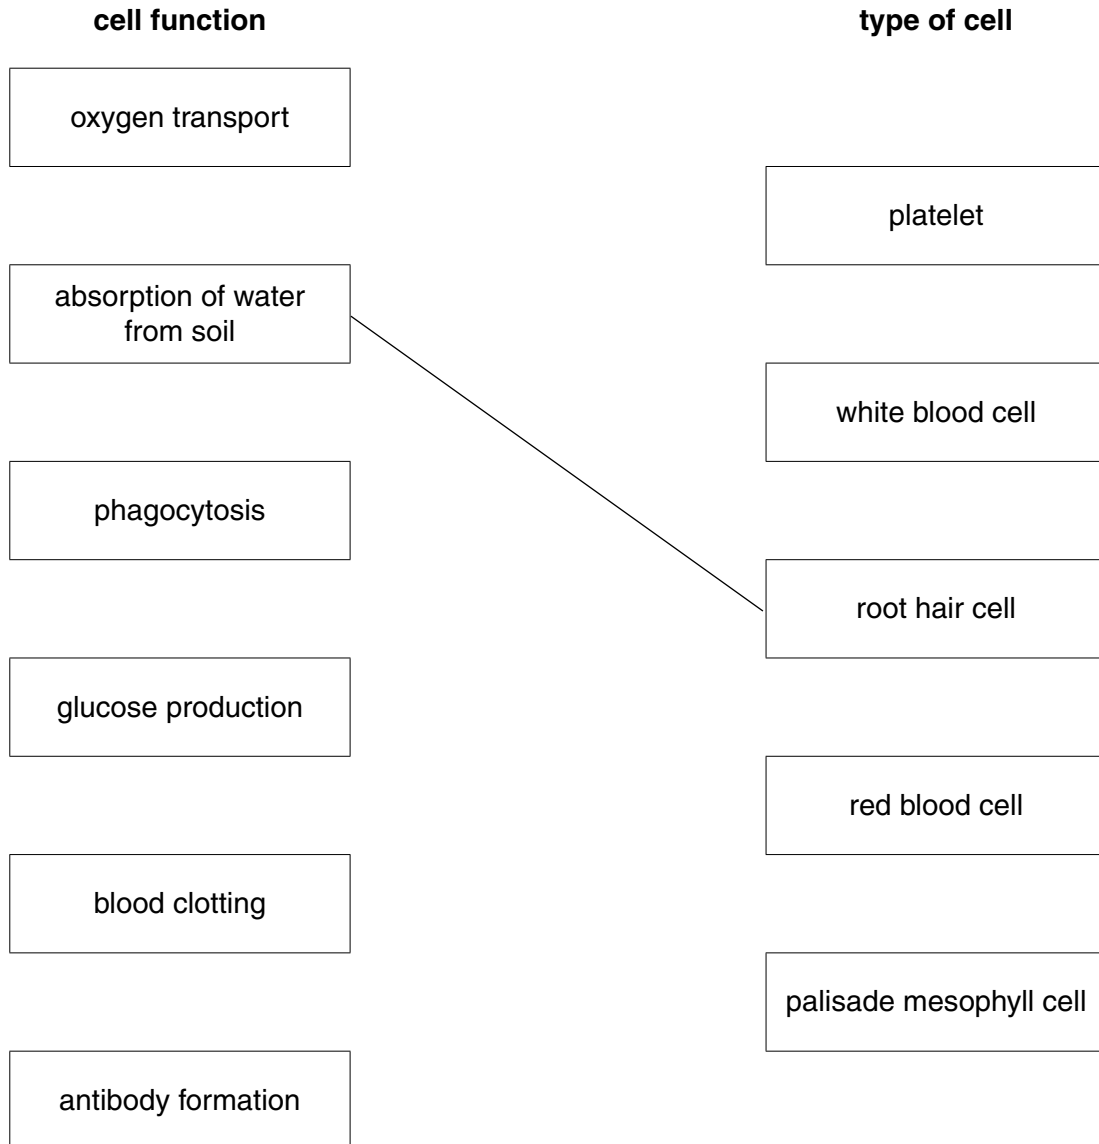 cell function
type of cell
oxygen transport
platelet
absorption of water
from soil
white blood cell
phagocytosis
root hair cell
glucose production
red blood cell
blood clotting
palisade mesophyll cell
antibody formation